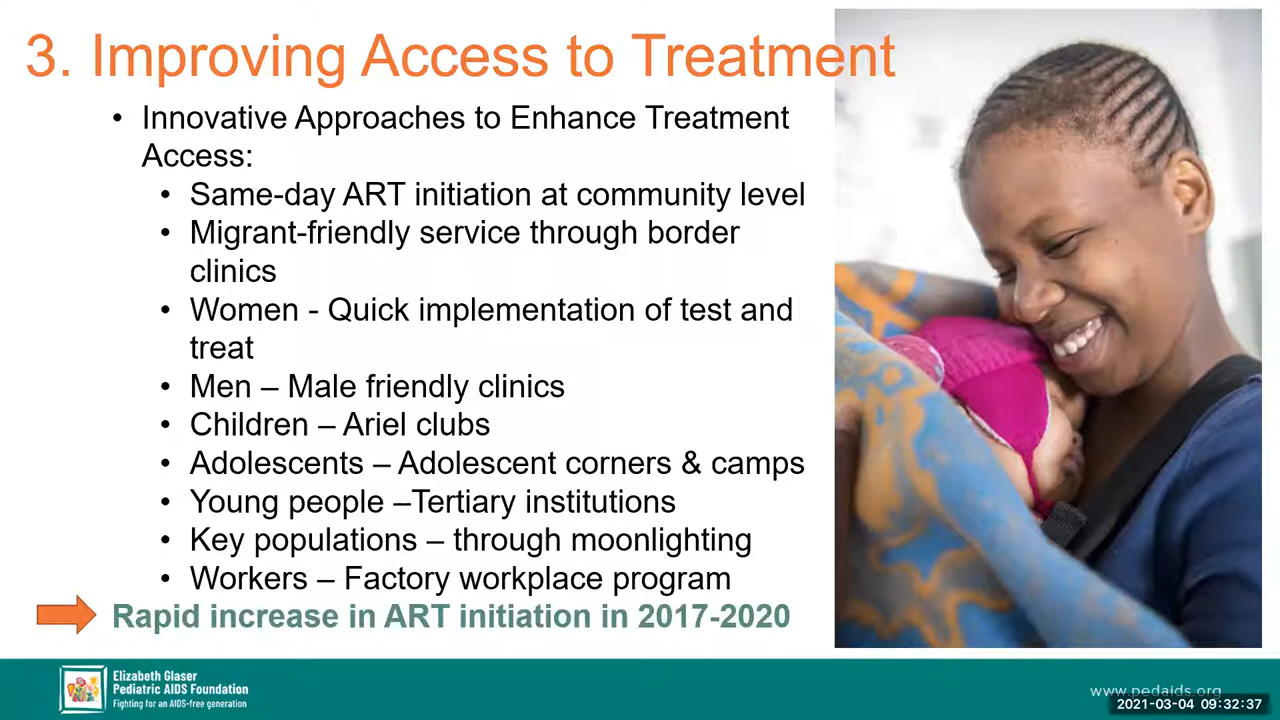 3. Improving Access to Treatment
• Innovative Approaches to Enhance Treatment
Access:
• Same-day ART initiation at community level
• Migrant-friendly service through border
clinics
• Women - Quick implementation of test and
treat
• Men – Male friendly clinics
• Children – Ariel clubs
• Adolescents – Adolescent corners & camps
• Young people –Tertiary institutions
• Key populations – through moonlighting
• Workers – Factory workplace program
Rapid increase in ART initiation in 2017-2020
Elizabeth Glaser
Pediatric AIDS Foundation
Fighting for an AIDS-free generation
www.pedaids.org
2021-03-04 09:32:37